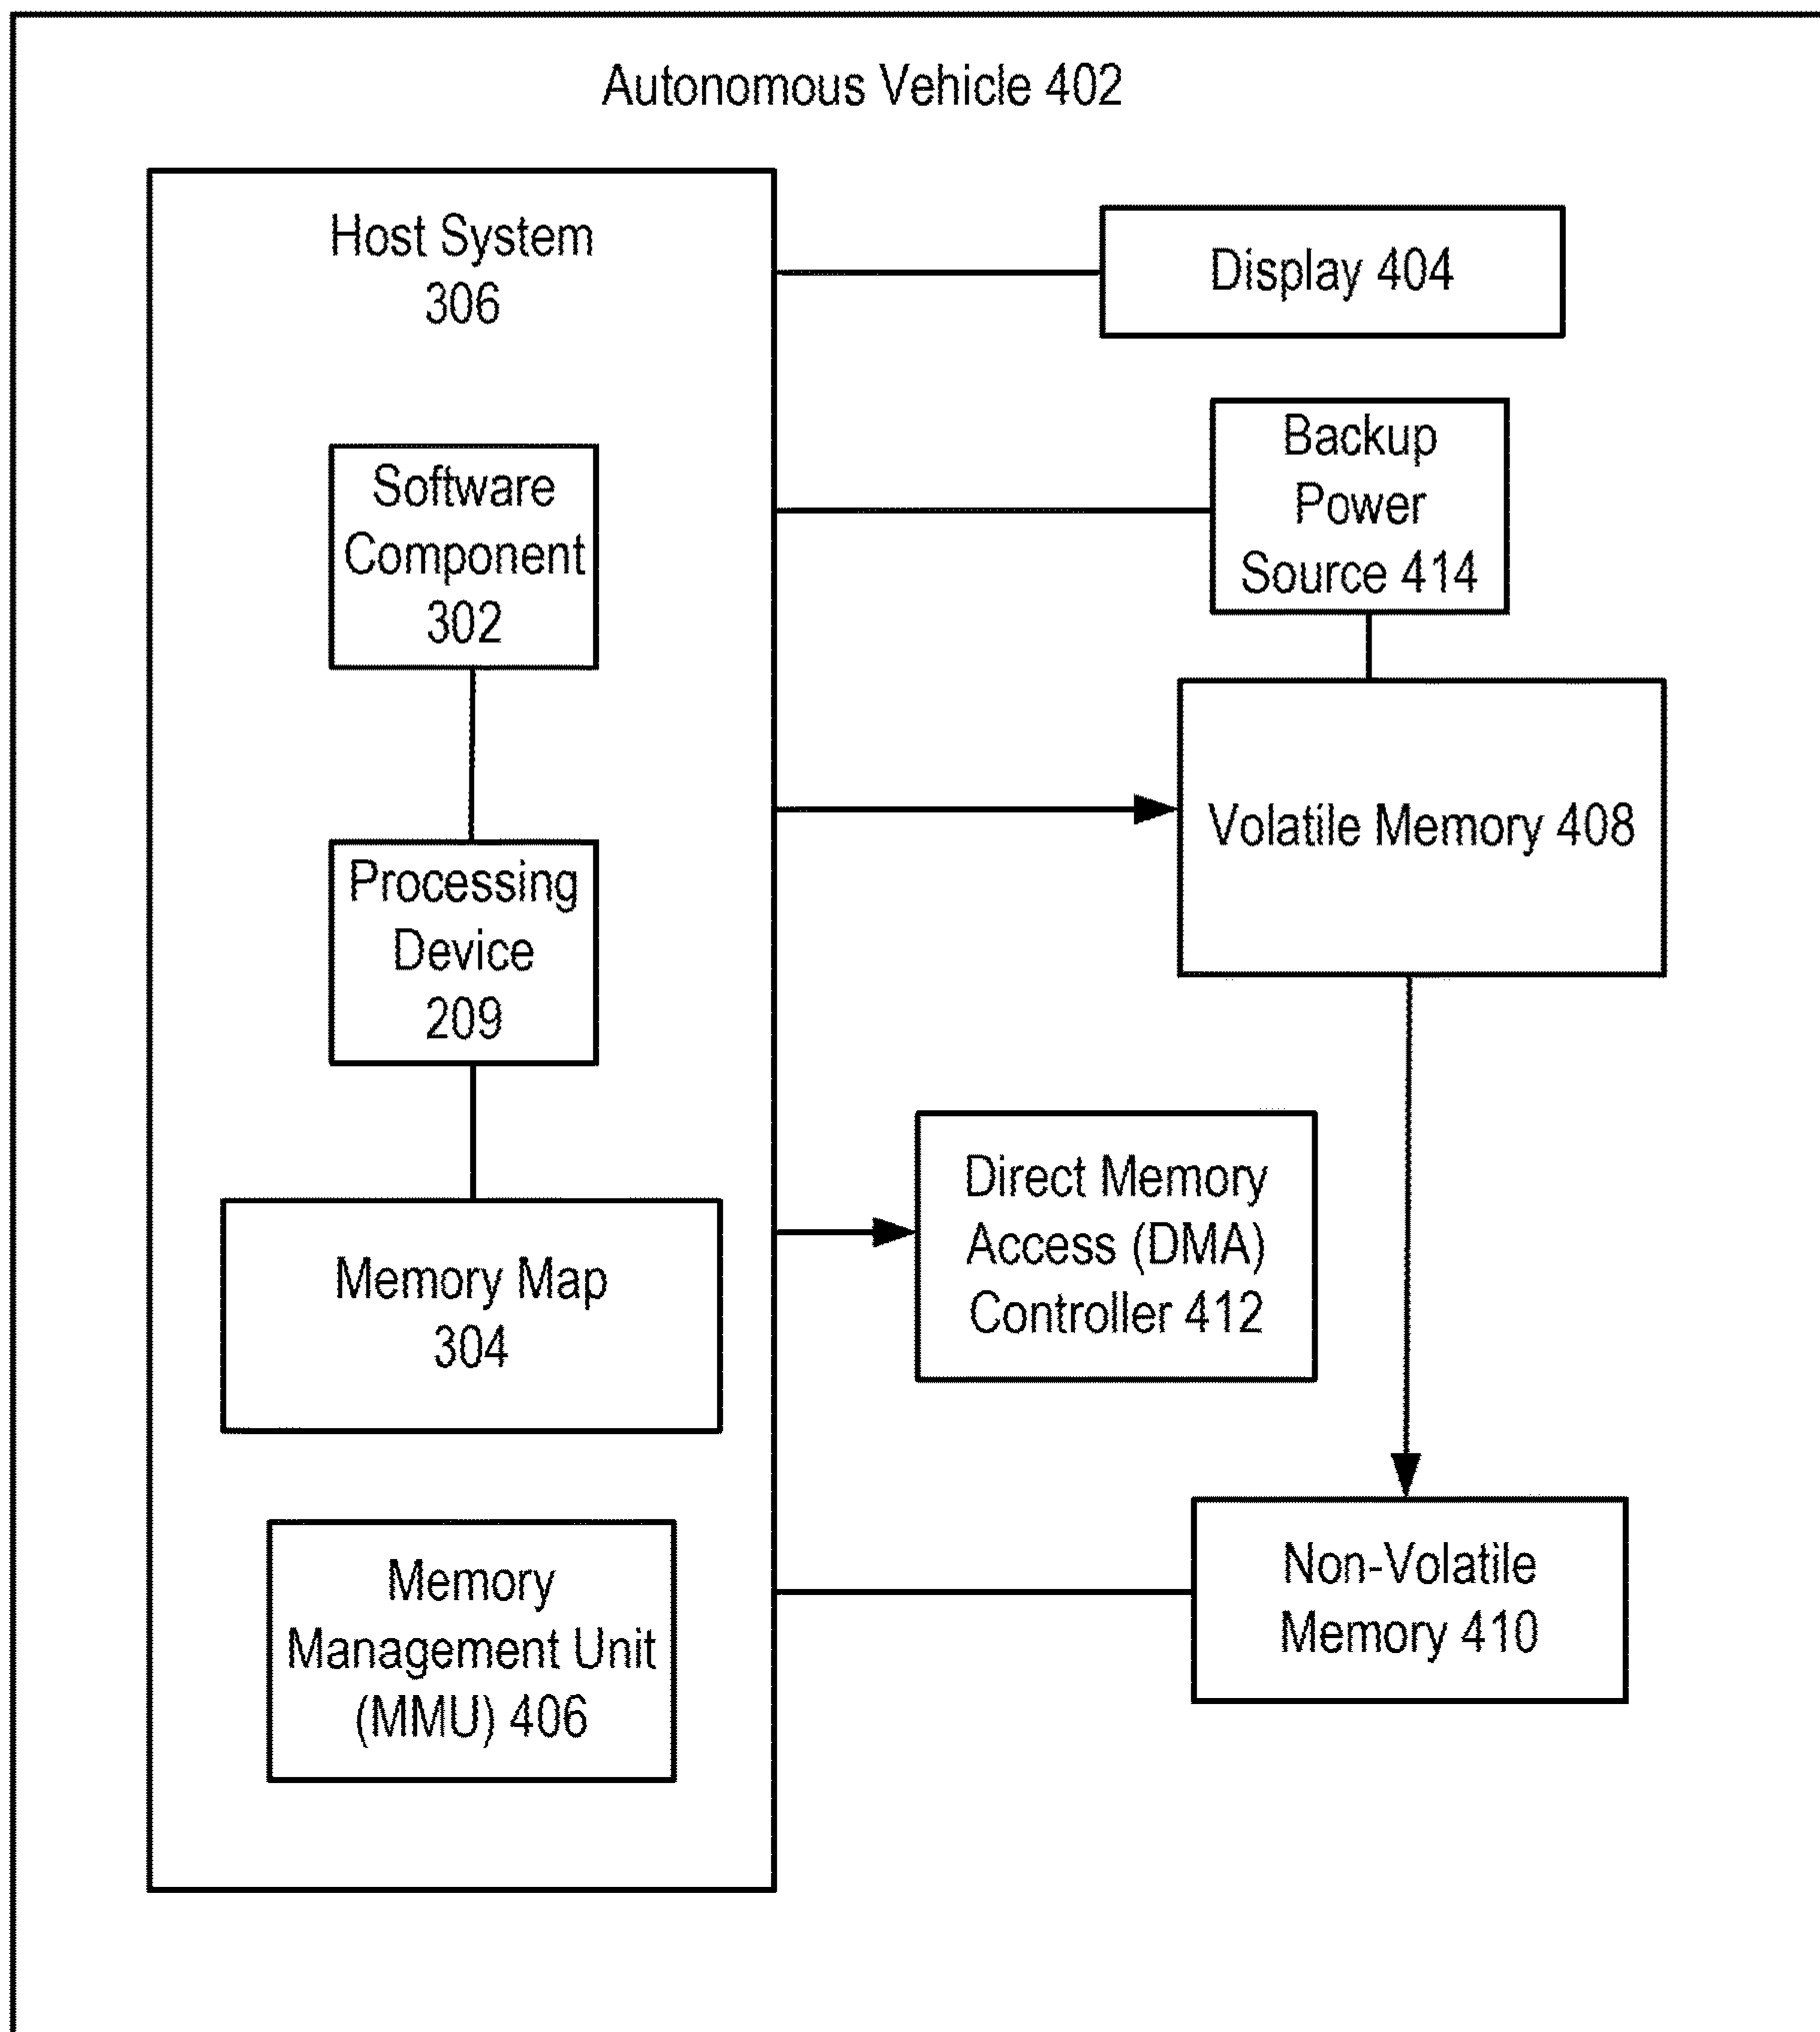 Autonomous Vehicle 402
Host System
306
Software
Component
302
Processing
Device
209
Memory Map
304
Memory
Management Unit
(MMU) 406
Display 404
Backup
Power
Source 414
Volatile Memory 408
Direct Memory
Access (DMA)
Controller 412
Non-Volatile
Memory 410